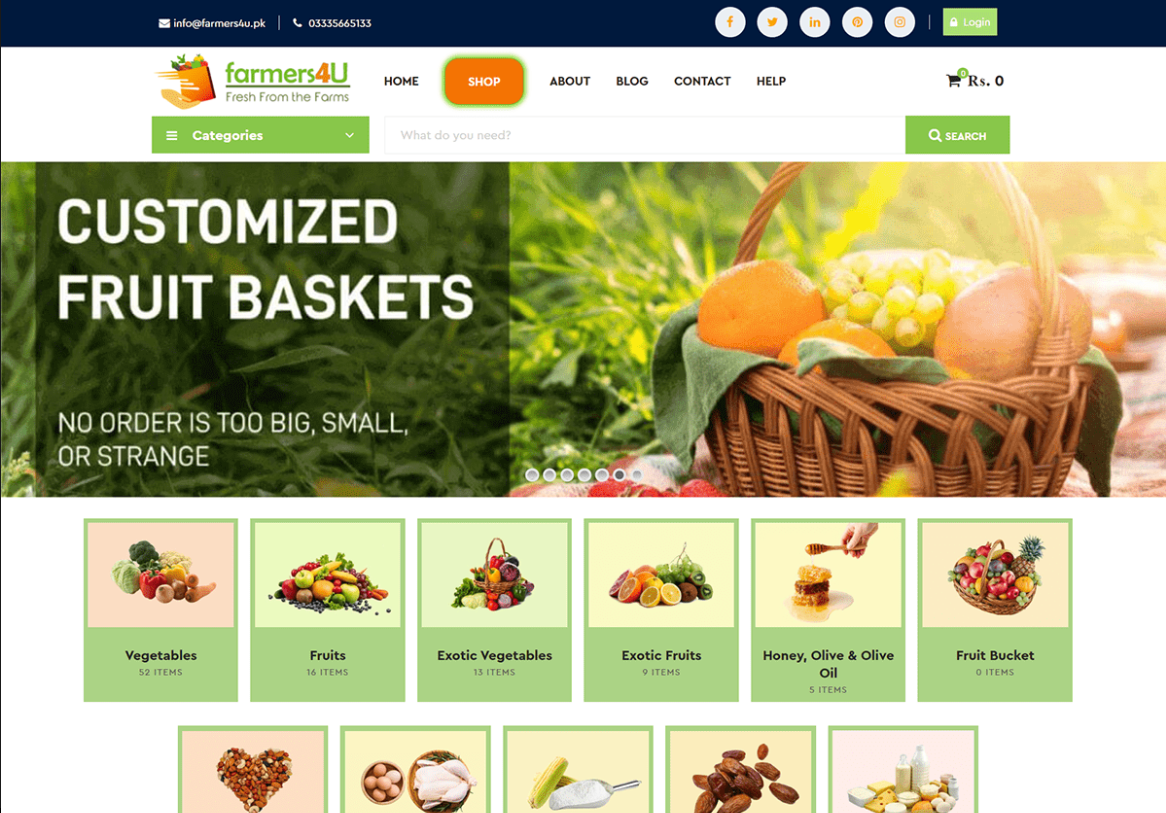 info@farmers4u.pk | 03335665133
Login
farmers4U
Fresh From the Farms
HOME SHOP ABOUT BLOG CONTACT HELP
0 Rs. 0
Categories
What do you need?
SEARCH
CUSTOMIZED
FRUIT BASKETS
NO ORDER IS TOO BIG, SMALL,
OR STRANGE
Vegetables
52 ITEMS
Fruits
16 ITEMS
Exotic Vegetables
13 ITEMS
Exotic Fruits
9 ITEMS
Honey, Olive & Olive
Oil
5 ITEMS
Fruit Bucket
0 ITEMS